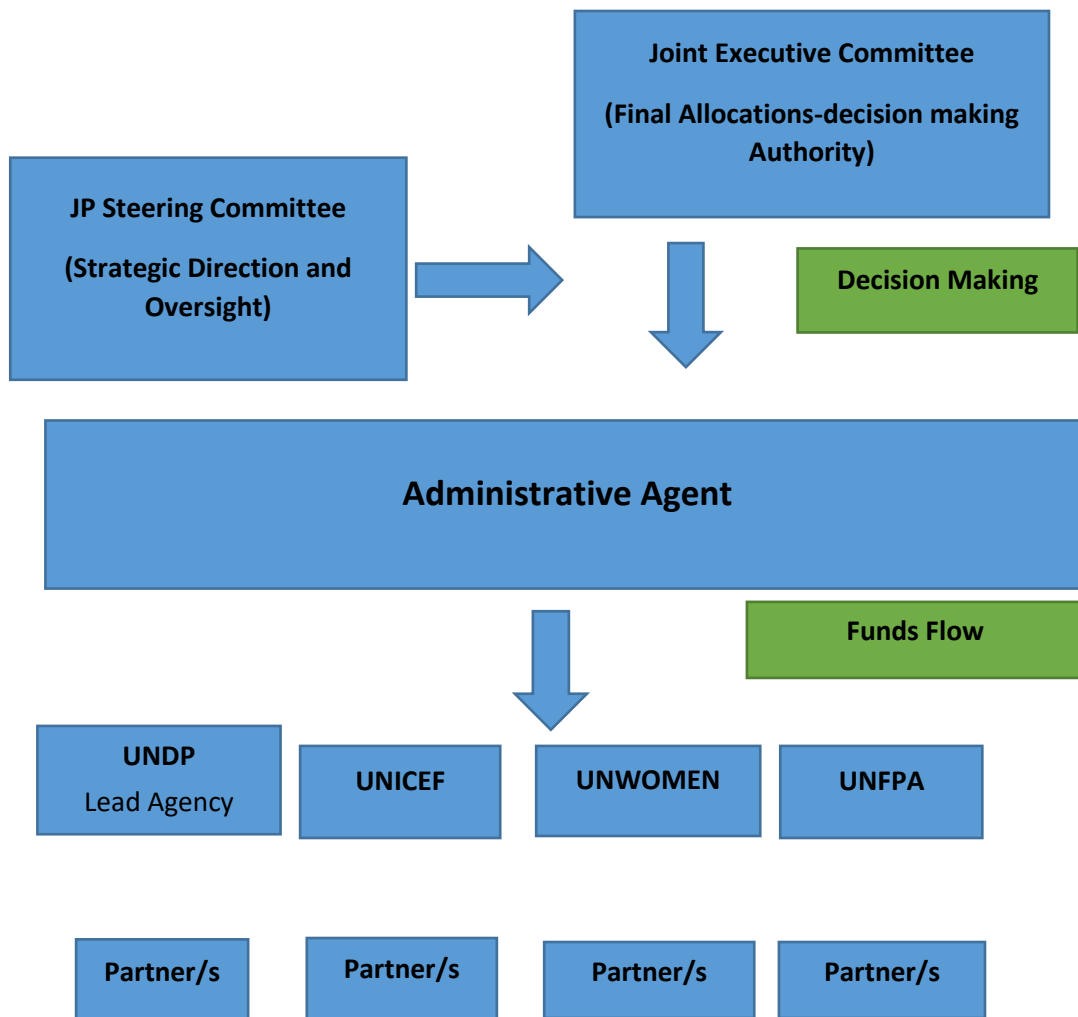 Joint Executive Committee
(Final Allocations-decision making
Authority)
JP Steering Committee
(Strategic Direction and
Oversight)
Decision Making
Administrative Agent
Funds Flow
UNDP
Lead Agency
UNICEF
UNWOMEN
UNFPA
Partner/s
Partner/s
Partner/s
Partner/s